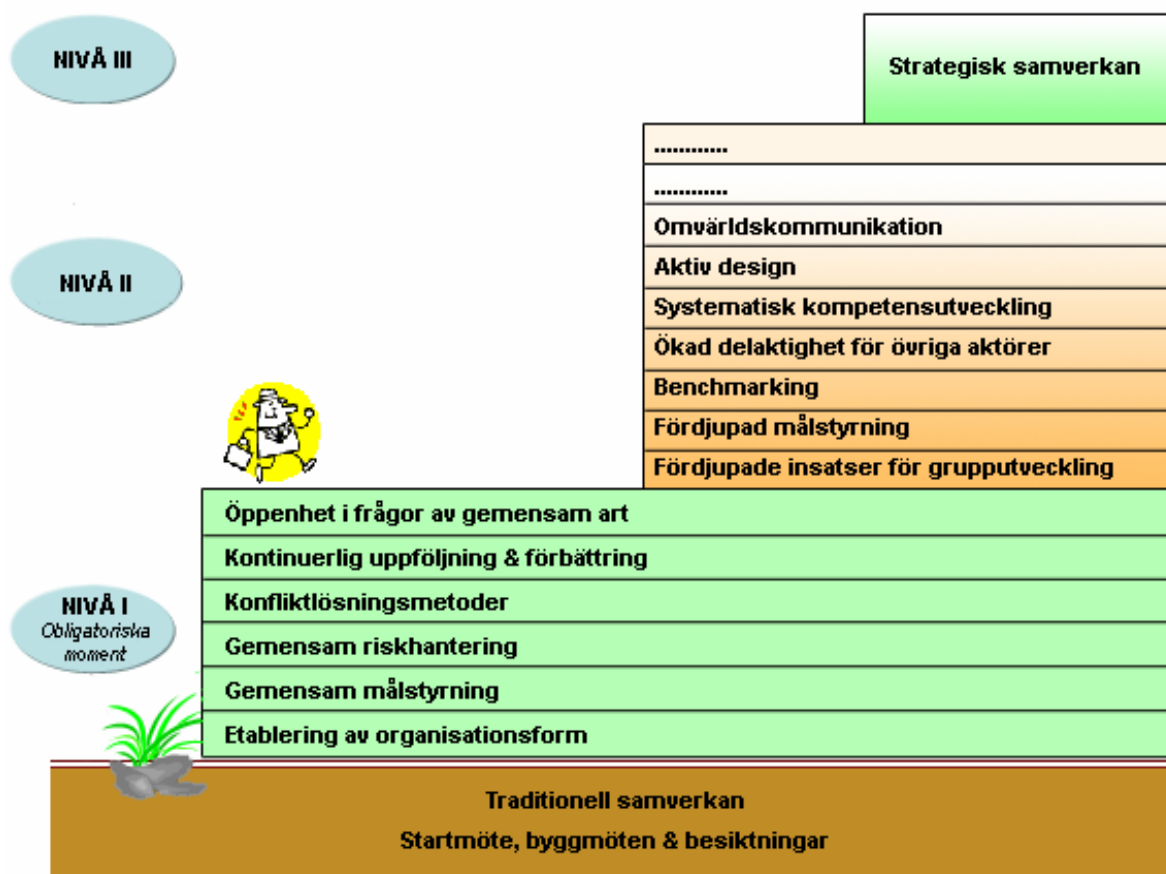 NIVÅ III
Strategisk samverkan
............
............
Omvärldskommunikation
NIVÅ II
Aktiv design
Systematisk kompetensutveckling
Ökad delaktighet för övriga aktörer
Benchmarking
Fördjupad målstyrning
Fördjupade insatser för grupputveckling
Öppenhet i frågor av gemensam art
Kontinuerlig uppföljning & förbättring
NIVÅ I
Obligatoriska
moment
Konfliktlösningsmetoder
Gemensam riskhantering
Gemensam målstyrning
Etablering av organisationsform
Traditionell samverkan
Startmöte, byggmöten & besiktningar